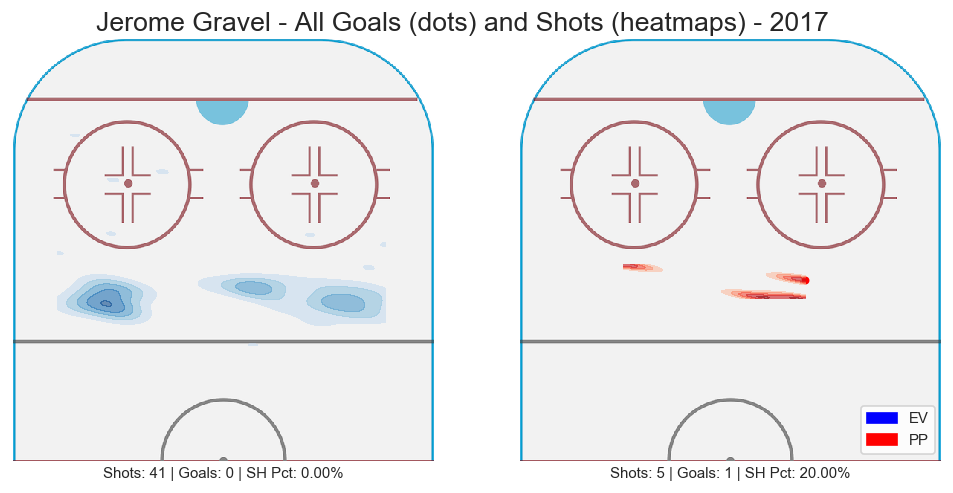 Jerome Gravel - All Goals (dots) and Shots (heatmaps) - 2017
EV
PP
Shots: 41 | Goals: 0 | SH Pct: 0.00%
Shots: 5 | Goals: 1 | SH Pct: 20.00%